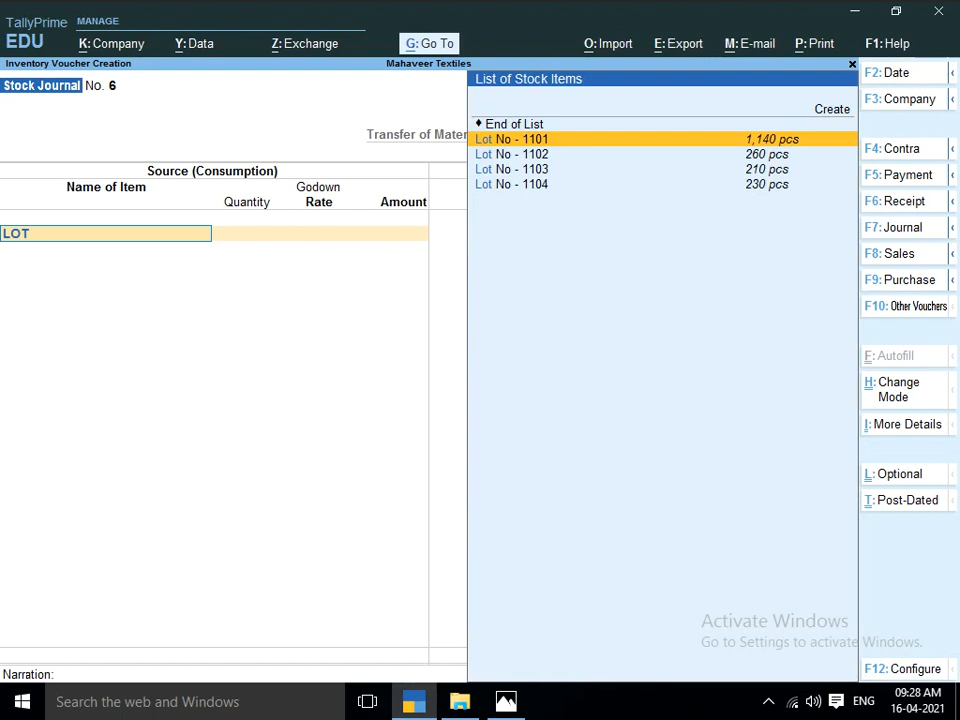 TallyPrime
EDU
MANAGE
K: Company
Y: Data
Z: Exchange
G: Go To
O: Import
E: Export
M: E-mail
P: Print
F1: Help
Inventory Voucher Creation
Mahaveer Textiles
Stock Journal No. 6
Transfer of Mater
Source (Consumption)
Name of Item
Godown
Quantity
Rate
Amount
LOT
List of Stock Items
Create
♦ End of List
Lot No - 1101 1,140 pcs
Lot No - 1102 260 pcs
Lot No - 1103 210 pcs
Lot No - 1104 230 pcs
F2: Date
F3: Company
F4: Contra
F5: Payment
F6: Receipt
F7: Journal
F8: Sales
F9: Purchase
F10: Other Vouchers
F: Autofill
H: Change
Mode
I: More Details
L: Optional
T: Post-Dated
F12: Configure
Activate Windows
Go to Settings to activate Windows.
Narration:
Search the web and Windows
ENG
09:28 AM
16-04-2021